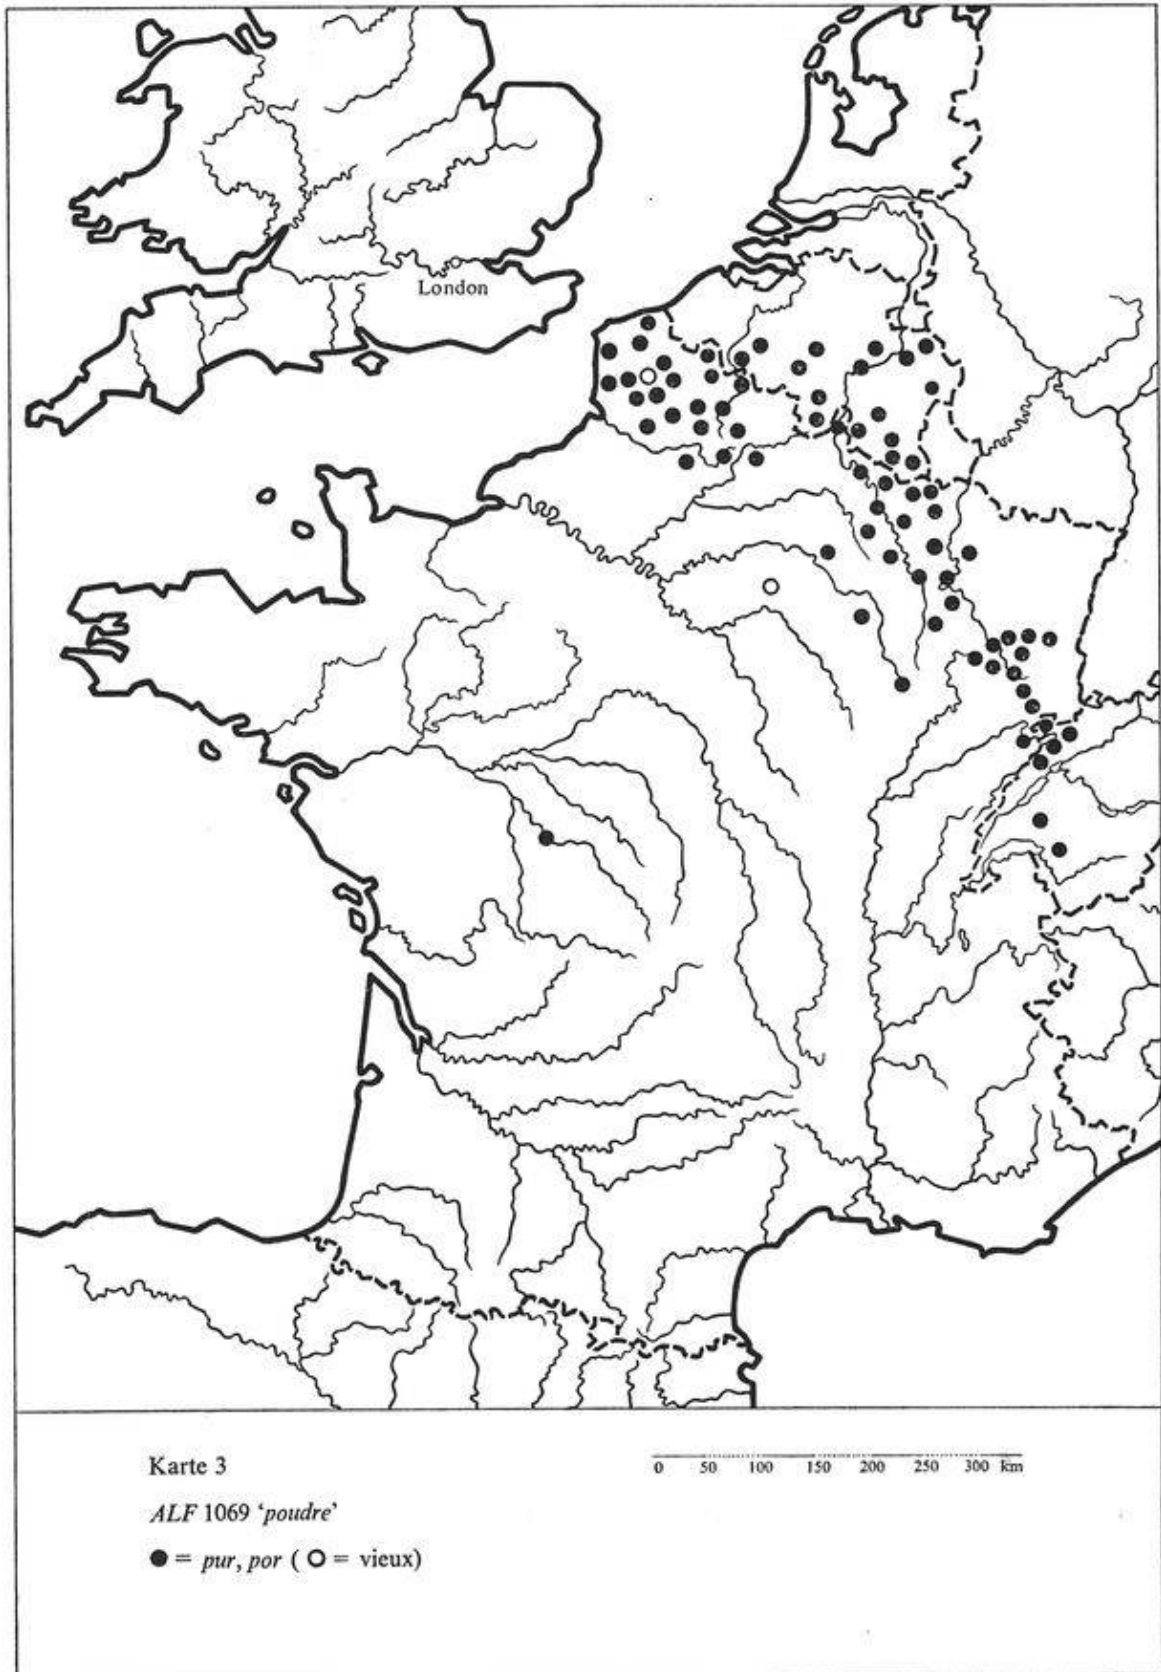 London
Karte 3
0 50 100 150 200 250 300 km
ALF 1069 ‘poudre’
● = pur, por ( ○ = vieux)